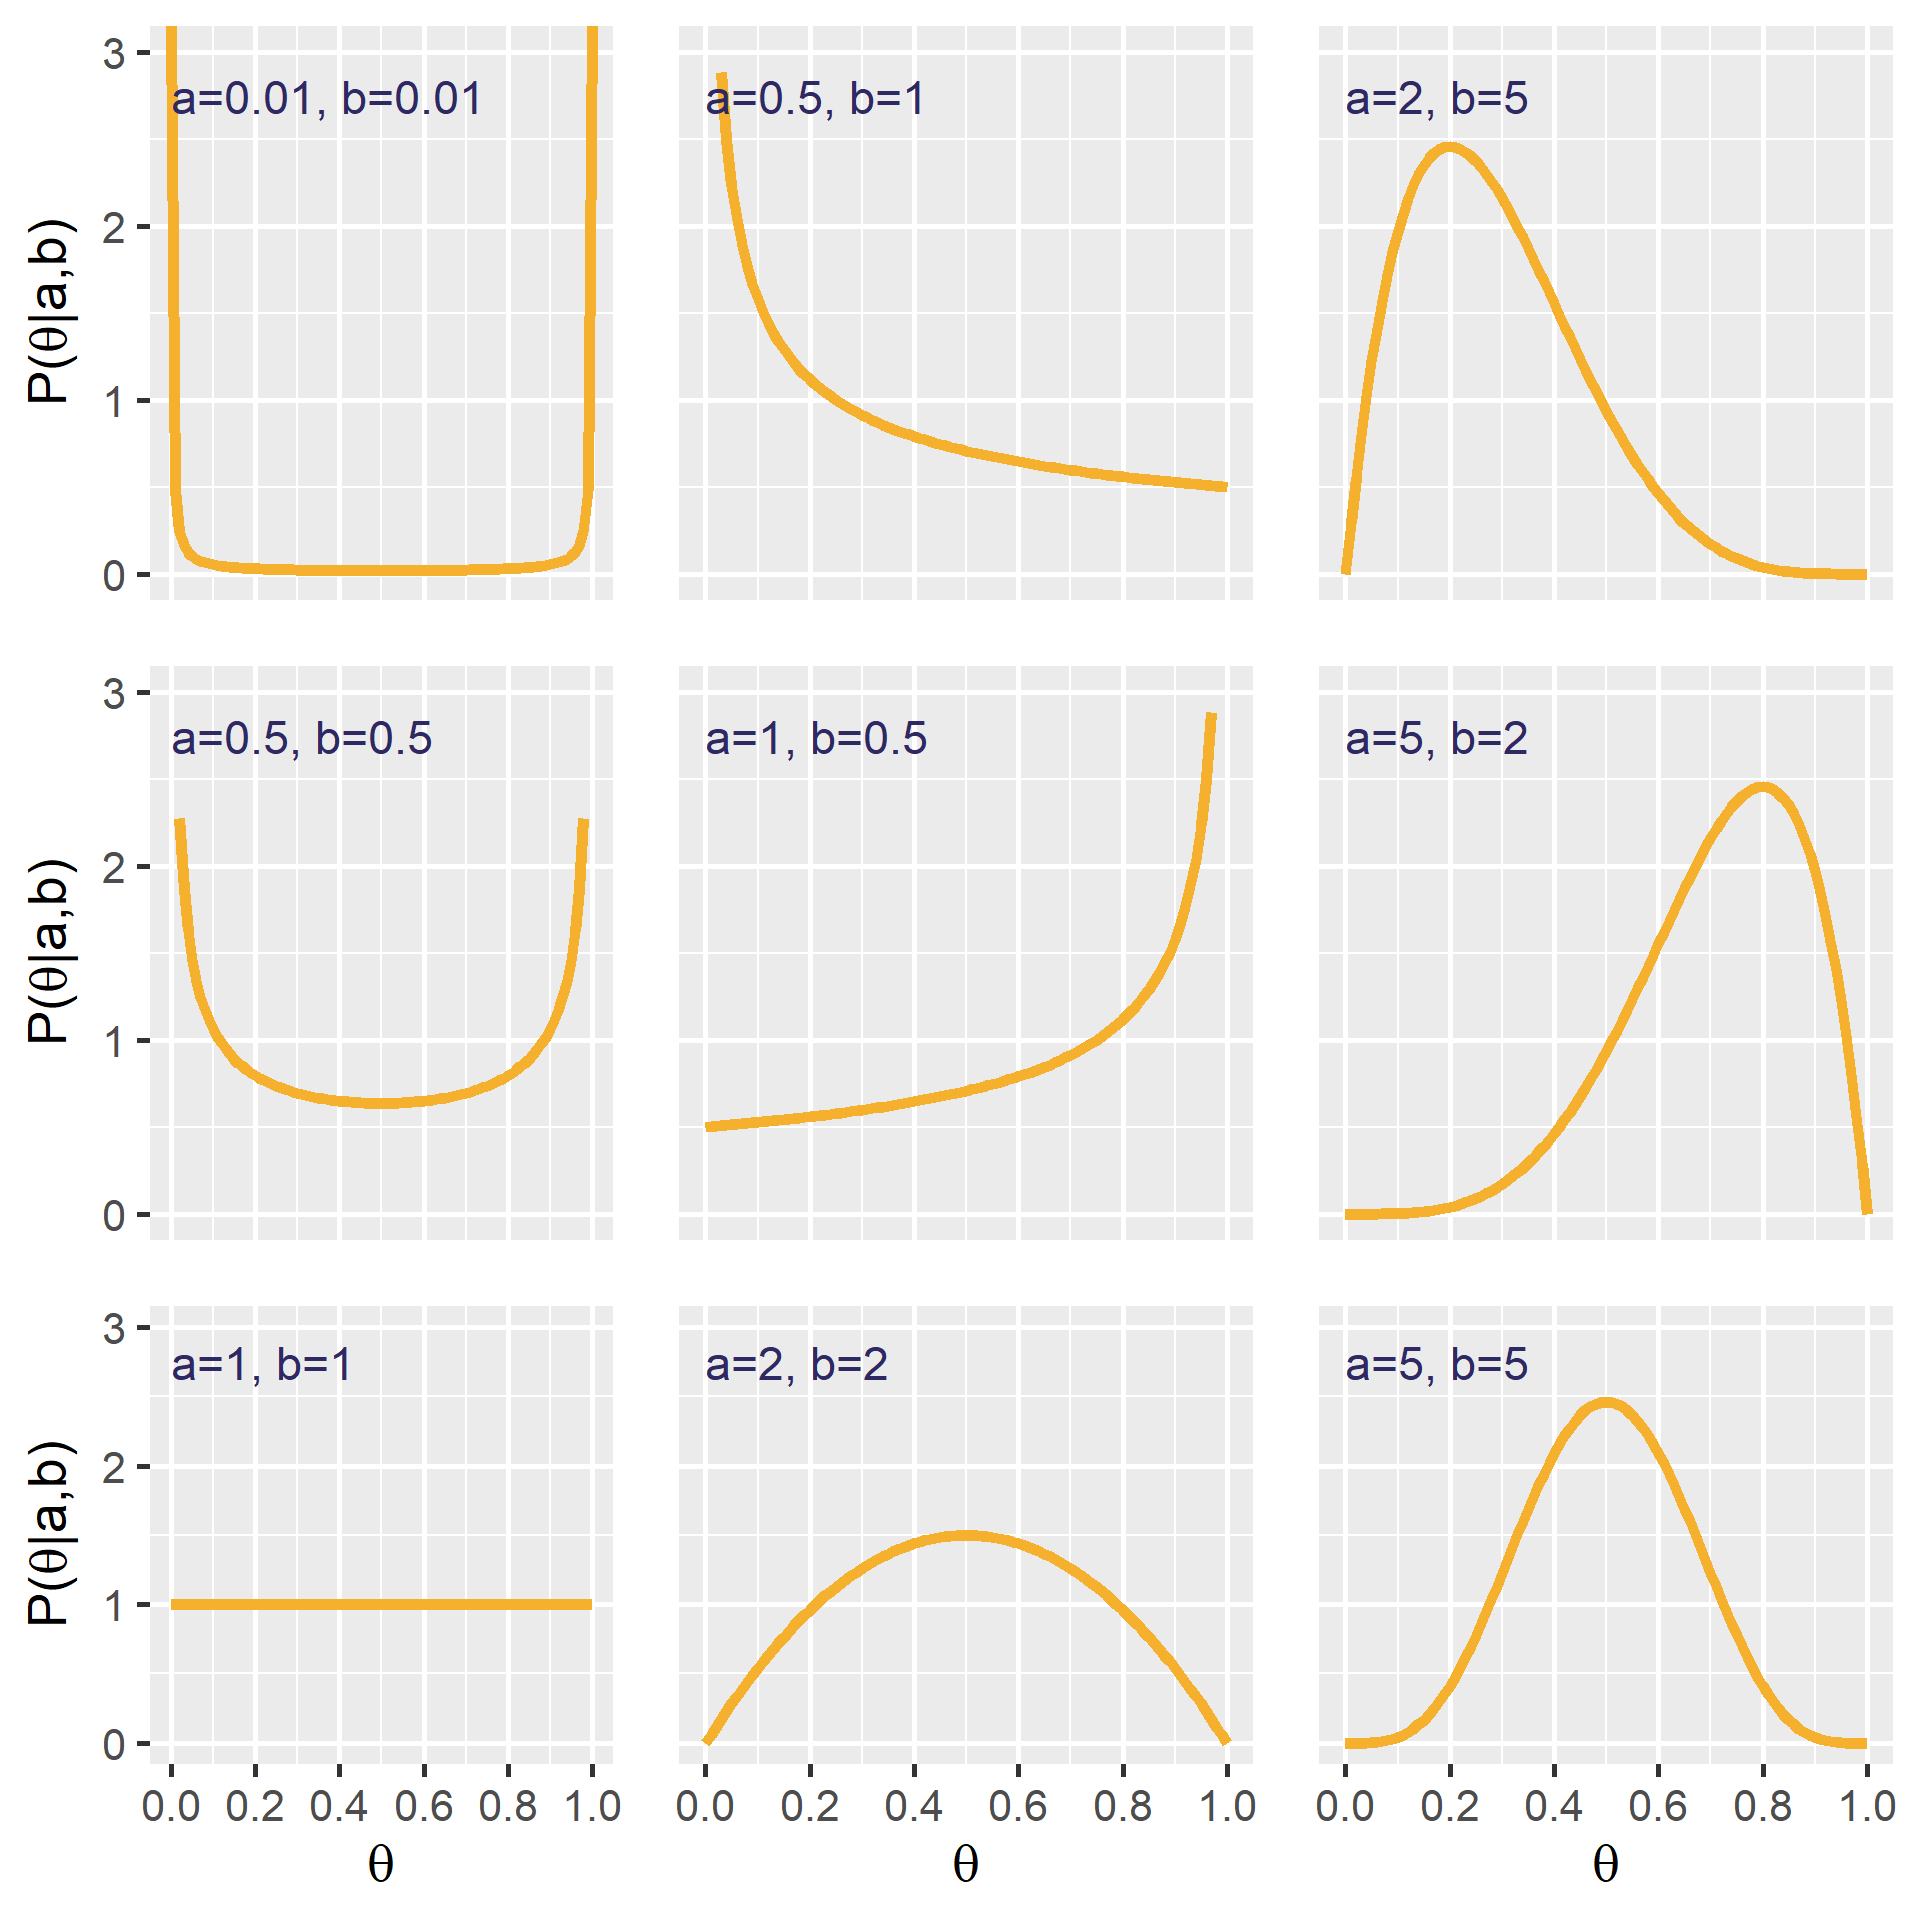 a=0.01, b=0.01
a=0.5, b=1
a=2, b=5
3
2
1
0
P(θ|a,b)
a=0.5, b=0.5
a=1, b=0.5
a=5, b=2
3
2
1
0
P(θ|a,b)
a=1, b=1
a=2, b=2
a=5, b=5
3
2
1
0
P(θ|a,b)
0.0 0.2 0.4 0.6 0.8 1.0
0.0 0.2 0.4 0.6 0.8 1.0
0.0 0.2 0.4 0.6 0.8 1.0
θ
θ
θ